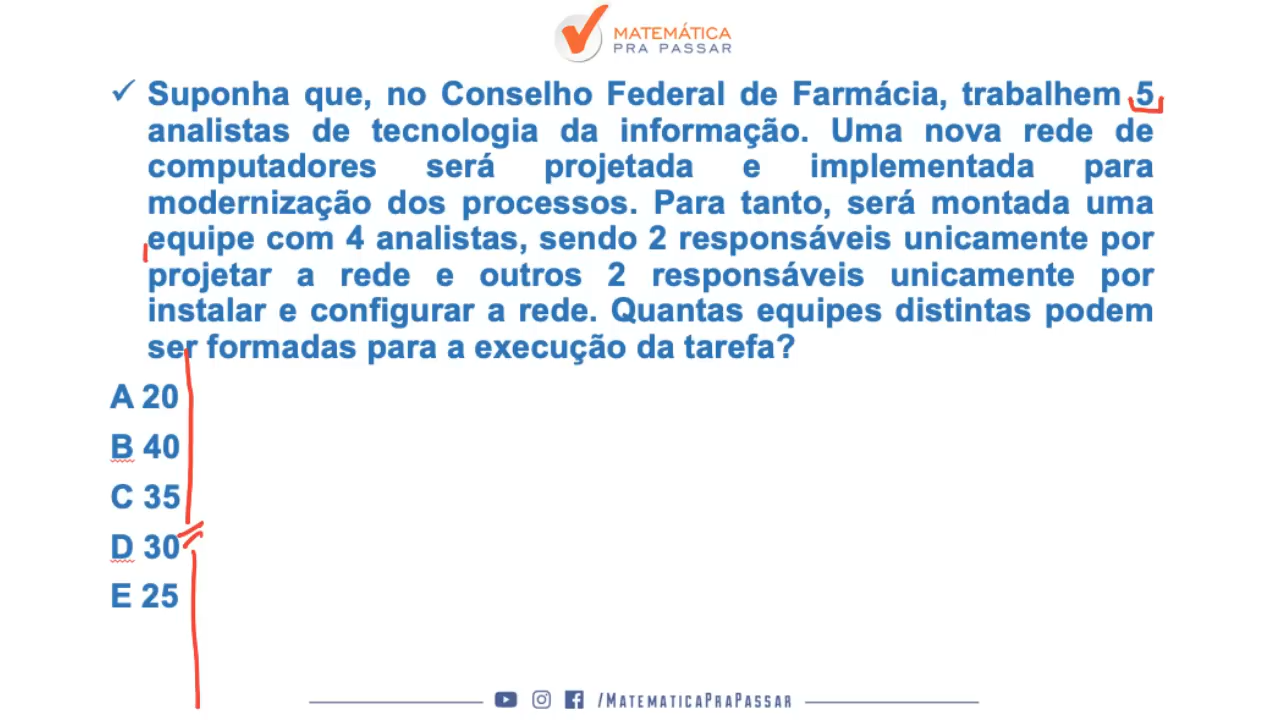 MATEMÁTICA
PRA PASSAR
✓ Suponha que, no Conselho Federal de Farmácia, trabalhem 5
analistas de tecnologia da informação. Uma nova rede de
computadores será projetada e implementada para
modernização dos processos. Para tanto, será montada uma
equipe com 4 analistas, sendo 2 responsáveis unicamente por
projetar a rede e outros 2 responsáveis unicamente por
instalar e configurar a rede. Quantas equipes distintas podem
ser formadas para a execução da tarefa?
A 20
B 40
C 35
D 30
E 25
/MATEMATICAPRAPASSAR